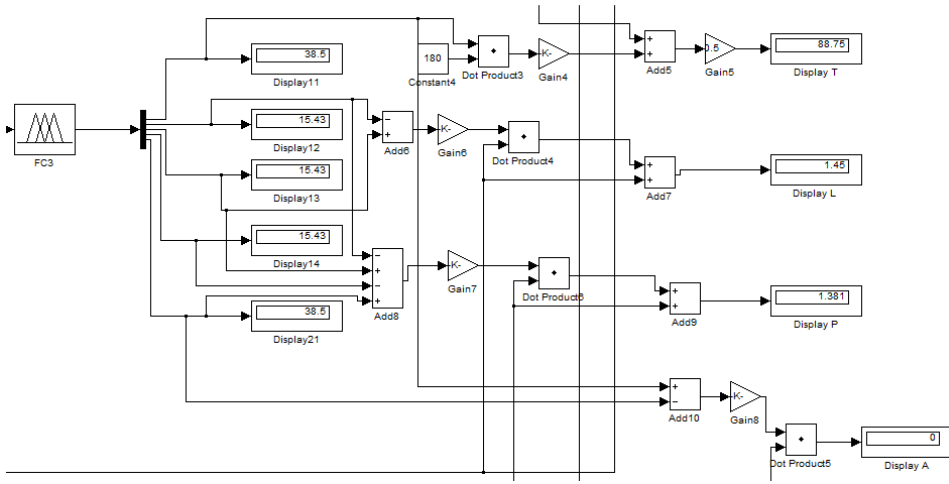 38.5
Display11
180
Constant4
Dot Product3
-K-
Gain4
+
+
Add5
0.5
Gain5
88.75
Display T
FC3
15.43
Display12
−
+
Add6
-K-
Gain6
Dot Product4
+
+
Add7
1.45
Display L
15.43
Display13
15.43
Display14
−
+
−
+
Add8
-K-
Gain7
Dot Product6
+
+
Add9
1.381
Display P
38.5
Display21
+
−
Add10
-K-
Gain8
Dot Product5
0
Display A